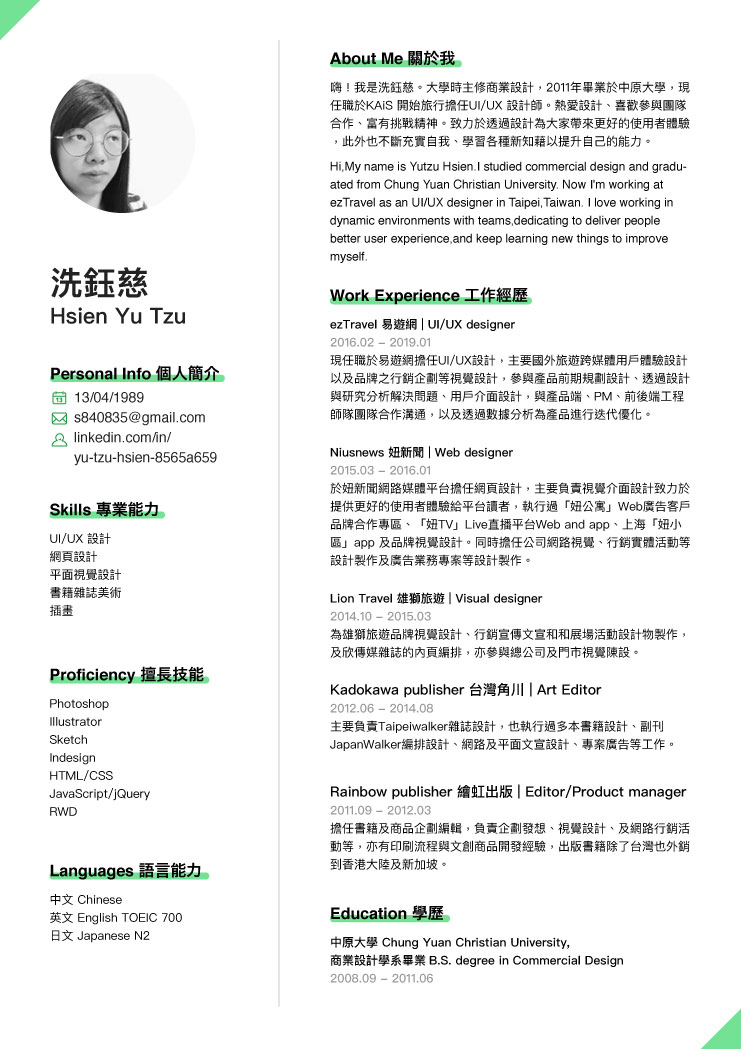 洗鈺慈
Hsien Yu Tzu
Personal Info 個人簡介
13
13/04/1989
s840835@gmail.com
linkedin.com/in/
yu-tzu-hsien-8565a659
Skills 專業能力
UI/UX 設計
網頁設計
平面視覺設計
書籍雜誌美術
插畫
Proficiency 擅長技能
Photoshop
Illustrator
Sketch
Indesign
HTML/CSS
JavaScript/jQuery
RWD
Languages 語言能力
中文 Chinese
英文 English TOEIC 700
日文 Japanese N2
About Me 關於我
嗨！我是洗鈺慈。大學時主修商業設計，2011年畢業於中原大學，現
任職於KAiS 開始旅行擔任UI/UX 設計師。熱愛設計、喜歡參與團隊
合作、富有挑戰精神。致力於透過設計為大家帶來更好的使用者體驗
，此外也不斷充實自我、學習各種新知藉以提升自己的能力。
Hi,My name is Yutzu Hsien.I studied commercial design and gradu-
ated from Chung Yuan Christian University. Now I'm working at
ezTravel as an UI/UX designer in Taipei,Taiwan. I love working in
dynamic environments with teams,dedicating to deliver people
better user experience,and keep learning new things to improve
myself.
Work Experience 工作經歷
ezTravel 易遊網 | UI/UX designer
2016.02 – 2019.01
現任職於易遊網擔任UI/UX設計，主要國外旅遊跨媒體用戶體驗設計
以及品牌之行銷企劃等視覺設計，參與產品前期規劃設計、透過設計
與研究分析解決問題、用戶介面設計，與產品端、PM、前後端工程
師隊團隊合作溝通，以及透過數據分析為產品進行迭代優化。
Niusnews 妞新聞 | Web designer
2015.03 – 2016.01
於妞新聞網路媒體平台擔任網頁設計，主要負責視覺介面設計致力於
提供更好的使用者體驗給平台讀者，執行過「妞公寓」Web廣告客戶
品牌合作專區、「妞TV」Live直播平台Web and app、上海「妞小
區」app 及品牌視覺設計。同時擔任公司網路視覺、行銷實體活動等
設計製作及廣告業務專案等設計製作。
Lion Travel 雄獅旅遊 | Visual designer
2014.10 – 2015.03
為雄獅旅遊品牌視覺設計、行銷宣傳文宣和和展場活動設計物製作，
及欣傳媒雜誌的內頁編排，亦參與總公司及門市視覺陳設。
Kadokawa publisher 台灣角川 | Art Editor
2012.06 – 2014.08
主要負責Taipeiwalker雜誌設計，也執行過多本書籍設計、副刊
JapanWalker編排設計、網路及平面文宣設計、專案廣告等工作。
Rainbow publisher 繪虹出版 | Editor/Product manager
2011.09 – 2012.03
擔任書籍及商品企劃編輯，負責企劃發想、視覺設計、及網路行銷活
動等，亦有印刷流程與文創商品開發經驗，出版書籍除了台灣也外銷
到香港大陸及新加坡。
Education 學歷
中原大學 Chung Yuan Christian University,
商業設計學系畢業 B.S. degree in Commercial Design
2008.09 – 2011.06